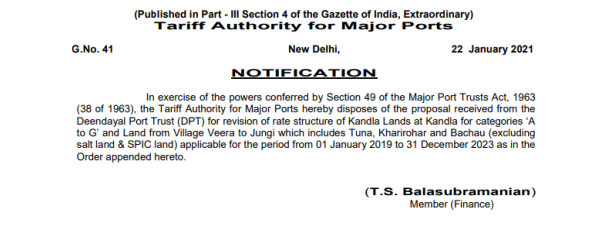 (Published in Part - III Section 4 of the Gazette of India, Extraordinary)
Tariff Authority for Major Ports
G.No. 41 New Delhi, 22 January 2021
NOTIFICATION
In exercise of the powers conferred by Section 49 of the Major Port Trusts Act, 1963
(38 of 1963), the Tariff Authority for Major Ports hereby disposes of the proposal received from the
Deendayal Port Trust (DPT) for revision of rate structure of Kandla Lands at Kandla for categories ‘A
to G’ and Land from Village Veera to Jungi which includes Tuna, Kharirohar and Bachau (excluding
salt land & SPIC land) applicable for the period from 01 January 2019 to 31 December 2023 as in the
Order appended hereto.
(T.S. Balasubramanian)
Member (Finance)